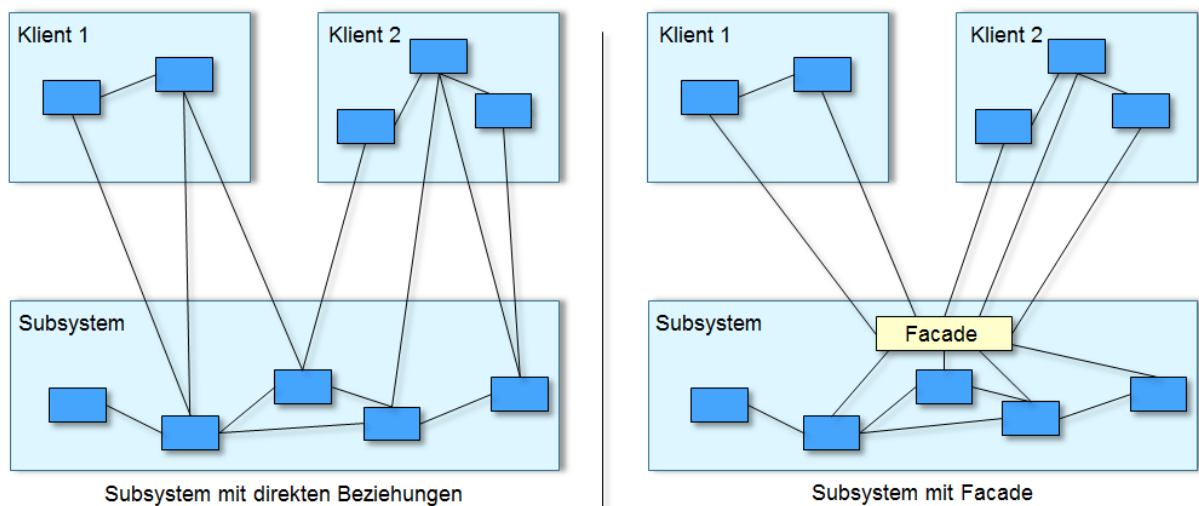 Klient 1
Klient 2
Klient 1
Klient 2
Subsystem
Subsystem
Facade
Subsystem mit direkten Beziehungen
Subsystem mit Facade